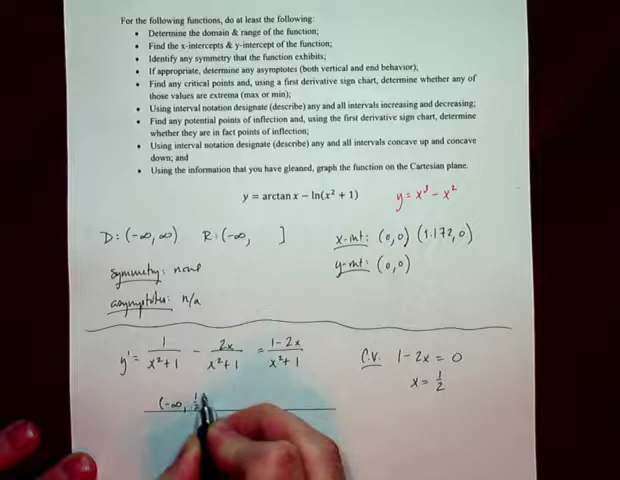 For the following functions, do at least the following:
• Determine the domain & range of the function;
• Find the x-intercepts & y-intercept of the function;
• Identify any symmetry that the function exhibits;
• If appropriate, determine any asymptotes (both vertical and end behavior);
• Find any critical points and, using a first derivative sign chart, determine whether any of
those values are extrema (max or min);
• Using interval notation designate (describe) any and all intervals increasing and decreasing;
• Find any potential points of inflection and, using the first derivative sign chart, determine
whether they are in fact points of inflection;
• Using interval notation designate (describe) any and all intervals concave up and concave
down; and
• Using the information that you have gleaned, graph the function on the Cartesian plane.
y = arctan x − ln(x² + 1) y = x³ − x²
D: (-∞, ∞) R: (-∞, ] x-int: (0,0) (1.172, 0)
y-int: (0,0)
symmetry: none
asymptotes: n/a
y' = 1/(x²+1) − 2x/(x²+1) = (1-2x)/(x²+1) C.V. 1-2x = 0
x = 1/2
(-∞, 1/2)